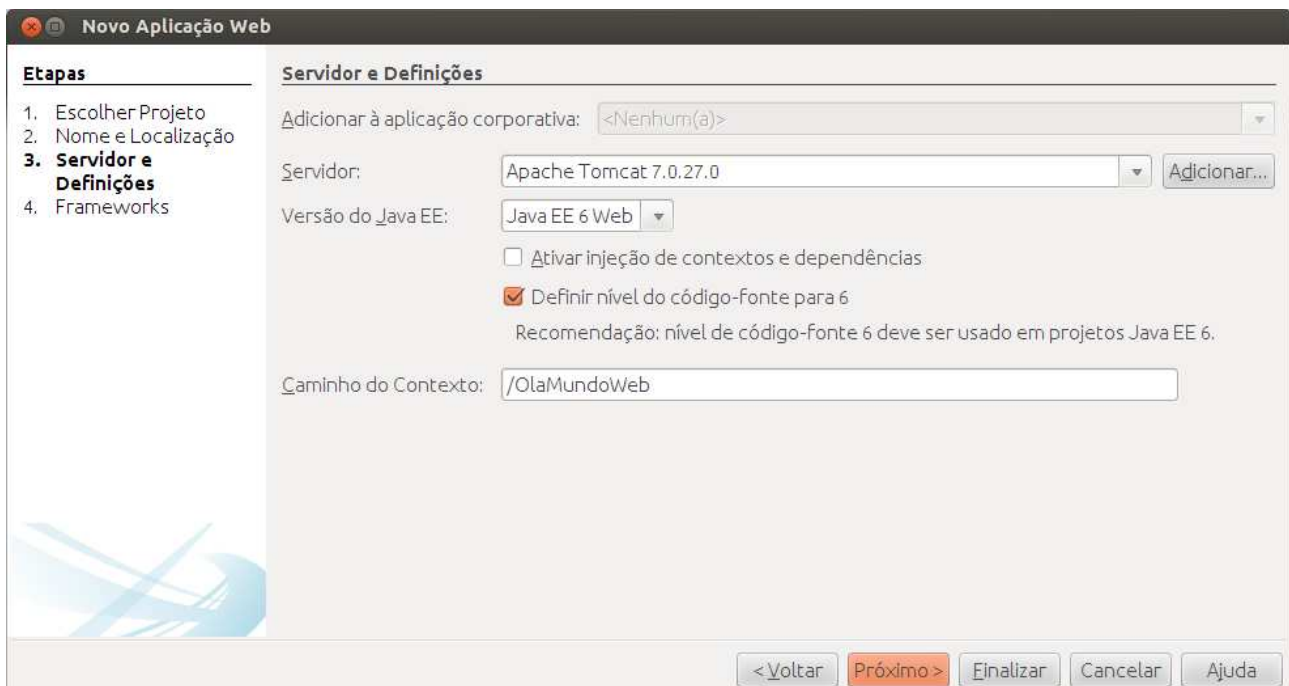 Novo Aplicação Web
Etapas
1. Escolher Projeto
2. Nome e Localização
3. Servidor e
Definições
4. Frameworks
Servidor e Definições
Adicionar à aplicação corporativa: <Nenhum(a)>
Servidor: Apache Tomcat 7.0.27.0 Adicionar...
Versão do Java EE: Java EE 6 Web
Ativar injeção de contextos e dependências
Definir nível do código-fonte para 6
Recomendação: nível de código-fonte 6 deve ser usado em projetos Java EE 6.
Caminho do Contexto: /OlaMundoWeb
< Voltar Próximo > Finalizar Cancelar Ajuda